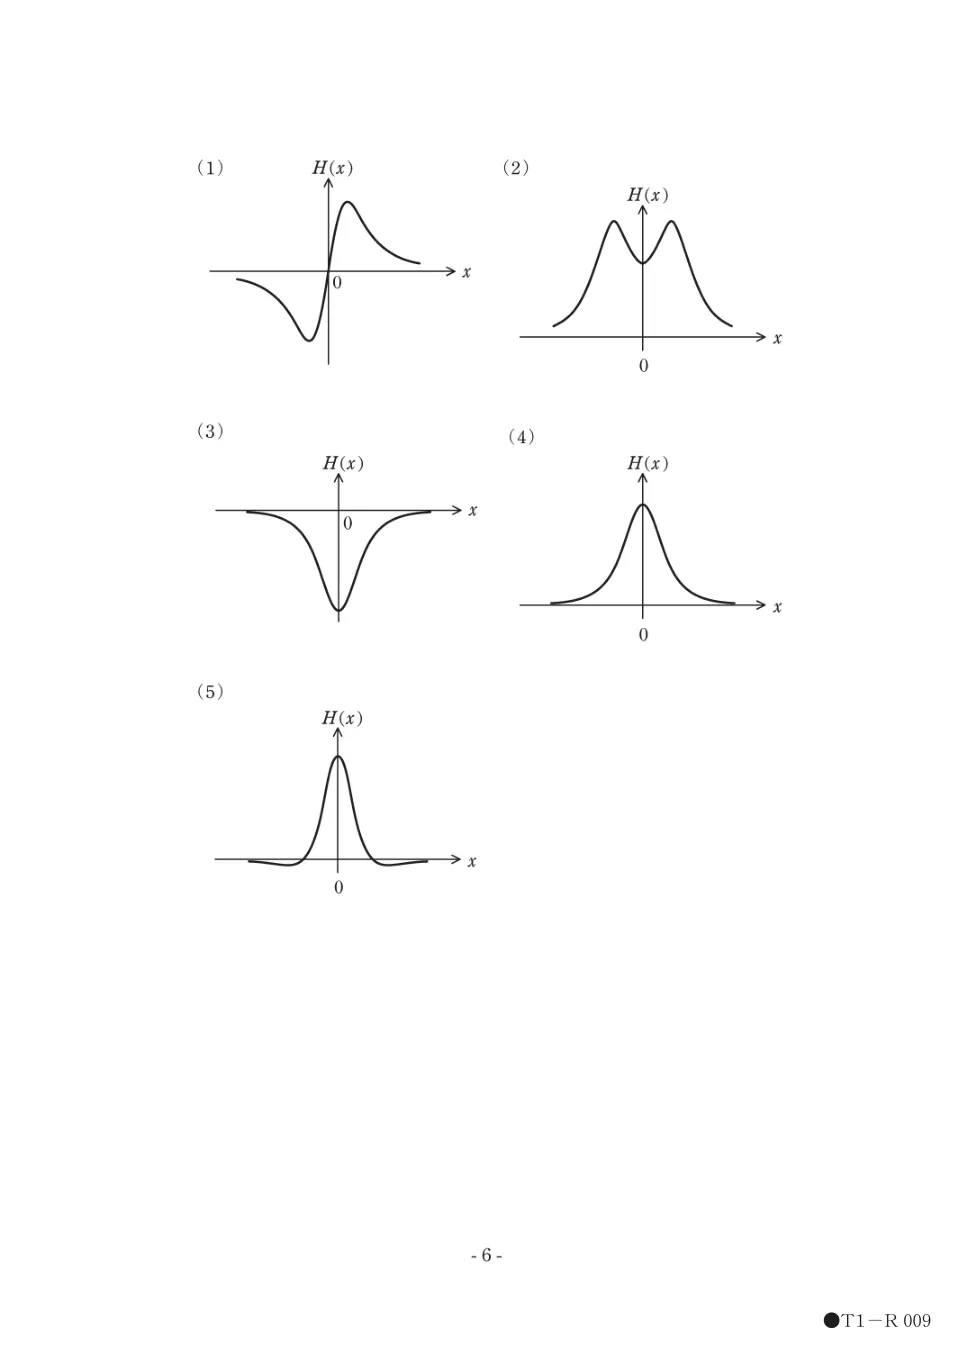 (1)
H(x)
x
0
(2)
H(x)
x
0
(3)
H(x)
x
0
(4)
H(x)
x
0
(5)
H(x)
x
0
- 6 -
●T1－R 009